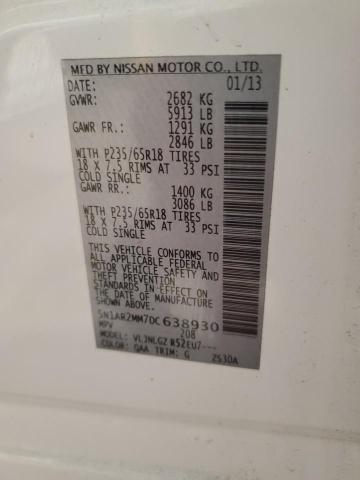 MFD BY NISSAN MOTOR CO., LTD.
DATE: 01/13
GVWR: 2682 KG
5913 LB
GAWR FR.: 1291 KG
2846 LB
WITH P235/65R18 TIRES
18 X 7.5 RIMS AT 33 PSI
COLD SINGLE
GAWR RR.: 1400 KG
3086 LB
WITH P235/65R18 TIRES
18 X 7.5 RIMS AT 33 PSI
COLD SINGLE
THIS VEHICLE CONFORMS TO
ALL APPLICABLE FEDERAL
MOTOR VEHICLE SAFETY
STANDARDS IN EFFECT ON
THE DATE OF MANUFACTURE
SHOWN ABOVE.
5N1AR2MM7DC638930
MPV 208
MODEL: VLJNLGZ R52EU7---
COLOR: QAA TRIM: G 2530A